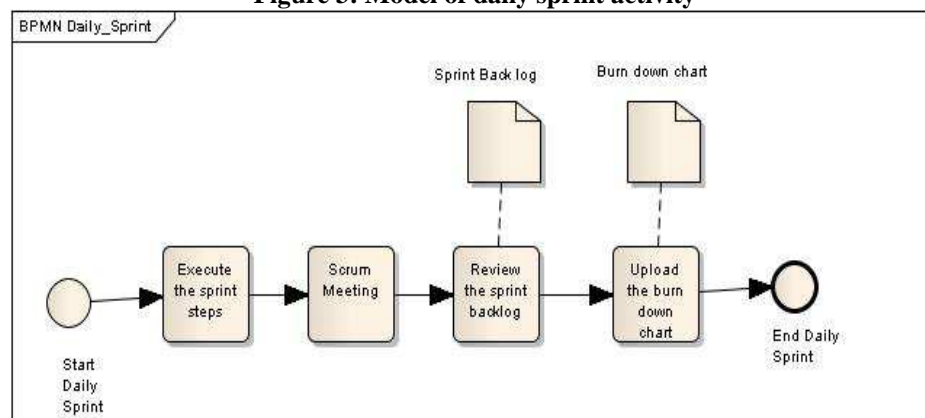 Figure 3: Model of daily sprint activity
BPMN Daily_Sprint
Sprint Back log
Burn down chart
Execute
the sprint
steps
Scrum
Meeting
Review
the sprint
backlog
Upload
the burn
down
chart
Start
Daily
Sprint
End Daily
Sprint